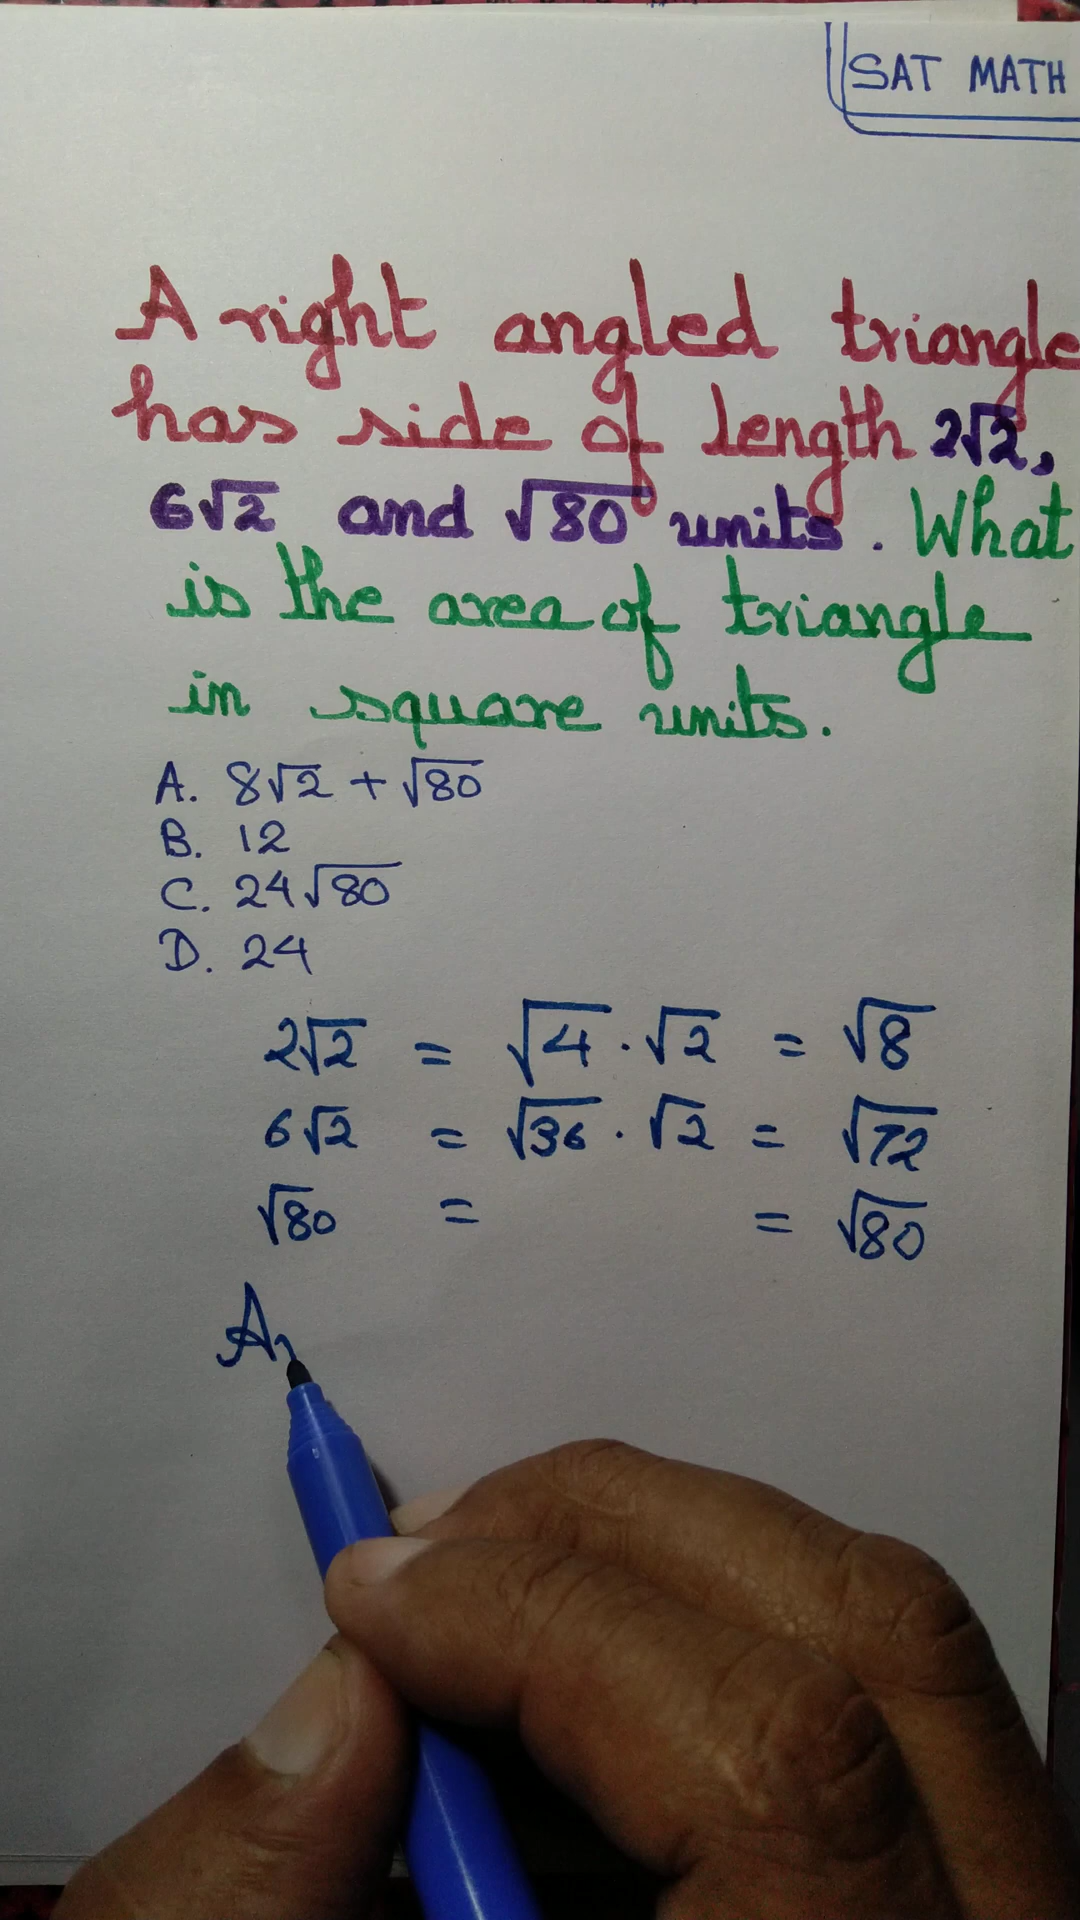 SAT MATH
A right angled triangle
has side of length 2√2,
6√2 and √80 units. What
is the area of triangle
in square units.
A. 8√2 + √80
B. 12
C. 24√80
D. 24
2√2 = √4 · √2 = √8
6√2 = √36 · √2 = √72
√80 = = √80
Ar